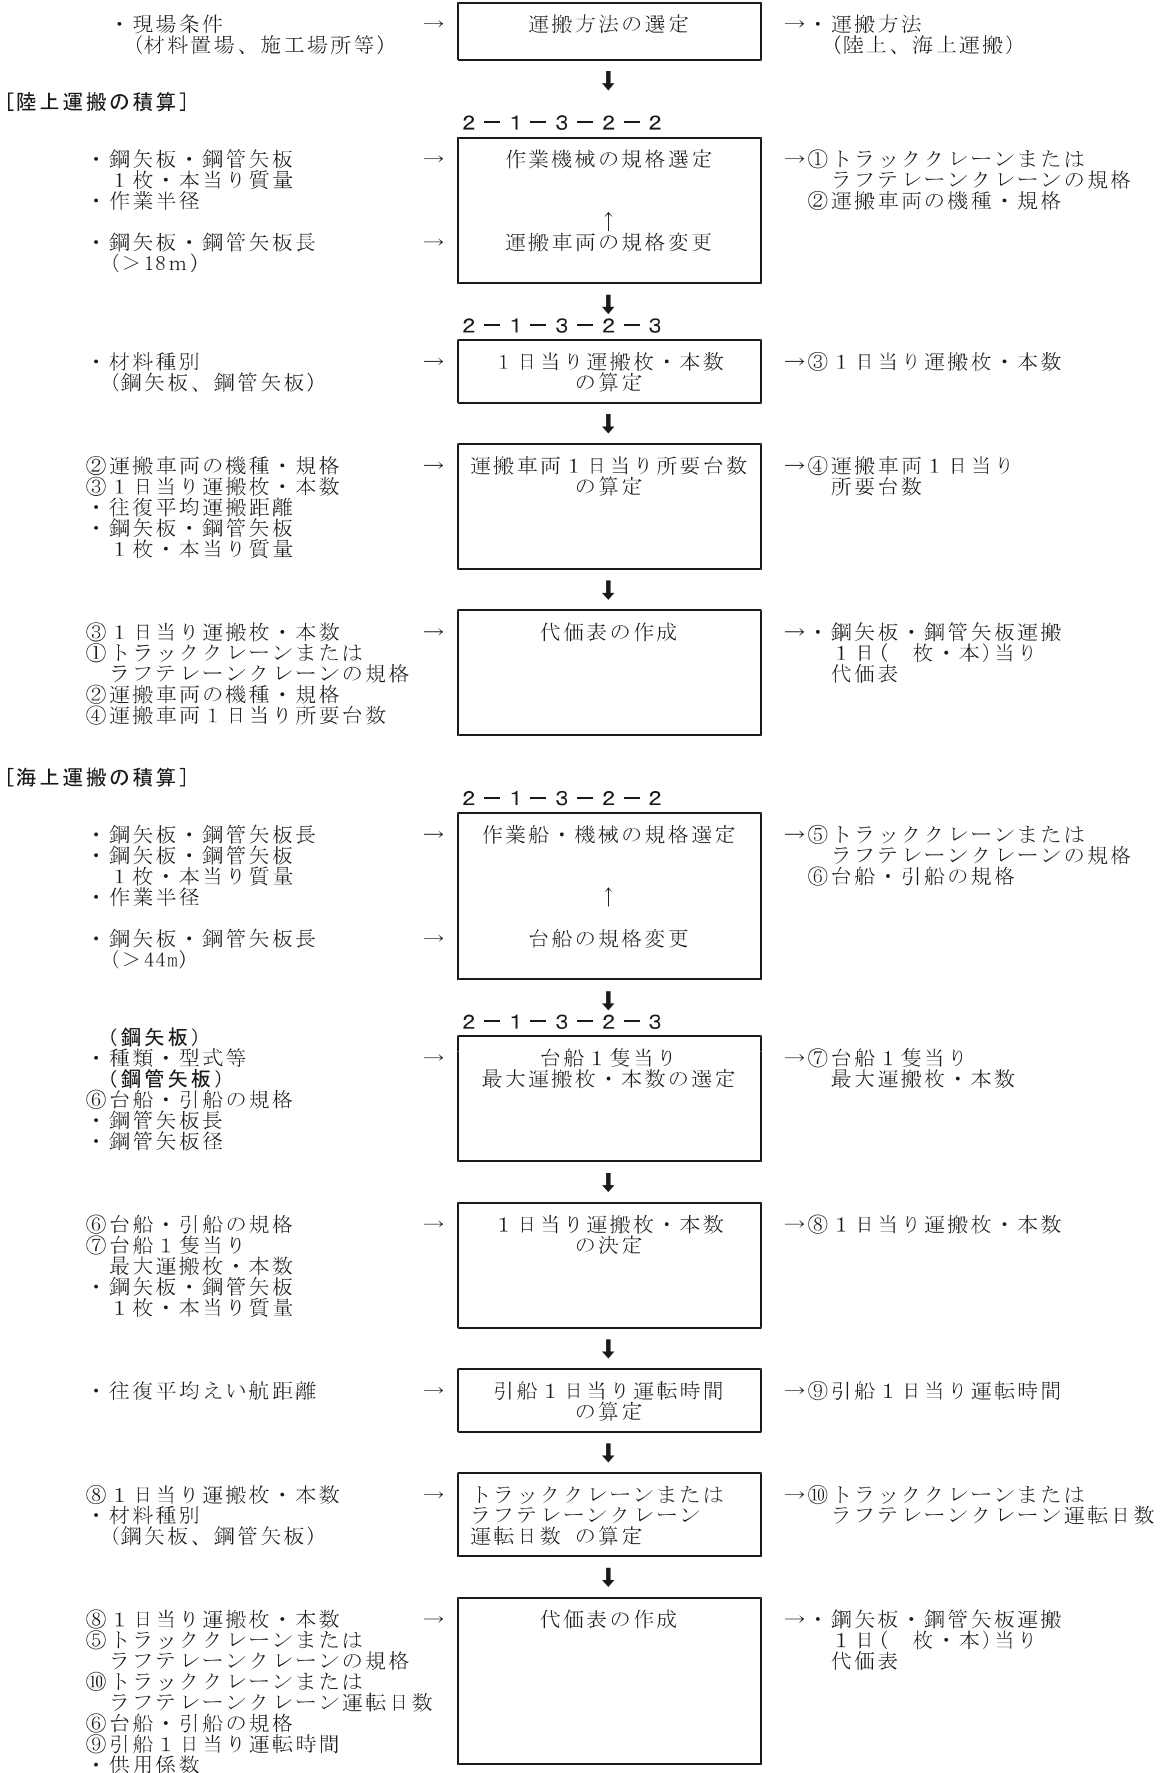 ・現場条件 → 運搬方法の選定 →・運搬方法
(材料置場、施工場所等) (陸上、海上運搬)
⬇
[陸上運搬の積算]
２－１－３－２－２
・鋼矢板・鋼管矢板 → 作業機械の規格選定 →①トラッククレーンまたは
１枚・本当り質量 ラフテレーンクレーンの規格
・作業半径 ②運搬車両の機種・規格
↑
・鋼矢板・鋼管矢板長 → 運搬車両の規格変更
(＞18ｍ)
⬇
２－１－３－２－３
・材料種別 → １日当り運搬枚・本数 →③１日当り運搬枚・本数
(鋼矢板、鋼管矢板) の算定
⬇
②運搬車両の機種・規格 → 運搬車両１日当り所要台数 →④運搬車両１日当り
③１日当り運搬枚・本数 の算定 所要台数
・往復平均運搬距離
・鋼矢板・鋼管矢板
１枚・本当り質量
⬇
③１日当り運搬枚・本数 → 代価表の作成 →・鋼矢板・鋼管矢板運搬
①トラッククレーンまたは １日(　枚・本)当り
ラフテレーンクレーンの規格 代価表
②運搬車両の機種・規格
④運搬車両１日当り所要台数
[海上運搬の積算]
２－１－３－２－２
・鋼矢板・鋼管矢板長 → 作業船・機械の規格選定 →⑤トラッククレーンまたは
・鋼矢板・鋼管矢板 ラフテレーンクレーンの規格
１枚・本当り質量 ⑥台船・引船の規格
・作業半径 ↑
・鋼矢板・鋼管矢板長 → 台船の規格変更
(＞44m)
⬇
２－１－３－２－３
(鋼矢板)
・種類・型式等 → 台船１隻当り →⑦台船１隻当り
(鋼管矢板) 最大運搬枚・本数の選定 最大運搬枚・本数
⑥台船・引船の規格
・鋼管矢板長
・鋼管矢板径
⬇
⑥台船・引船の規格 → １日当り運搬枚・本数 →⑧１日当り運搬枚・本数
⑦台船１隻当り の決定
最大運搬枚・本数
・鋼矢板・鋼管矢板
１枚・本当り質量
⬇
・往復平均えい航距離 → 引船１日当り運転時間 →⑨引船１日当り運転時間
の算定
⬇
⑧１日当り運搬枚・本数 → トラッククレーンまたは →⑩トラッククレーンまたは
・材料種別 ラフテレーンクレーン ラフテレーンクレーン運転日数
(鋼矢板、鋼管矢板) 運転日数 の算定
⬇
⑧１日当り運搬枚・本数 → 代価表の作成 →・鋼矢板・鋼管矢板運搬
⑤トラッククレーンまたは １日(　枚・本)当り
ラフテレーンクレーンの規格 代価表
⑩トラッククレーンまたは
ラフテレーンクレーン運転日数
⑥台船・引船の規格
⑨引船１日当り運転時間
・供用係数